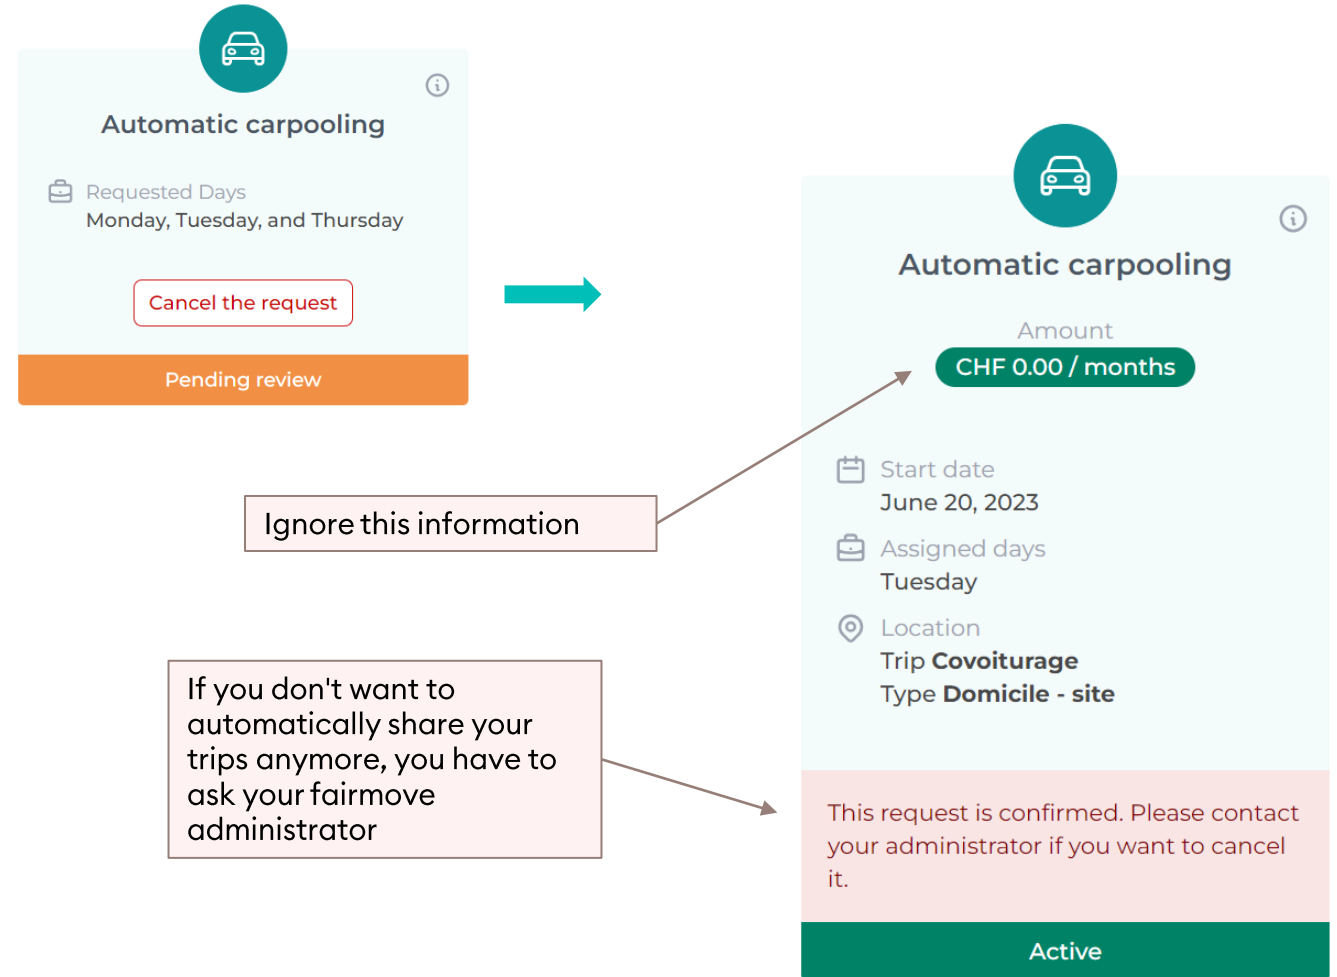 Automatic carpooling
Requested Days
Monday, Tuesday, and Thursday
Cancel the request
Pending review
Automatic carpooling
Amount
CHF 0.00 / months
Start date
June 20, 2023
Assigned days
Tuesday
Location
Trip Covoiturage
Type Domicile - site
This request is confirmed. Please contact
your administrator if you want to cancel
it.
Active
Ignore this information
If you don't want to
automatically share your
trips anymore, you have to
ask your fairmove
administrator